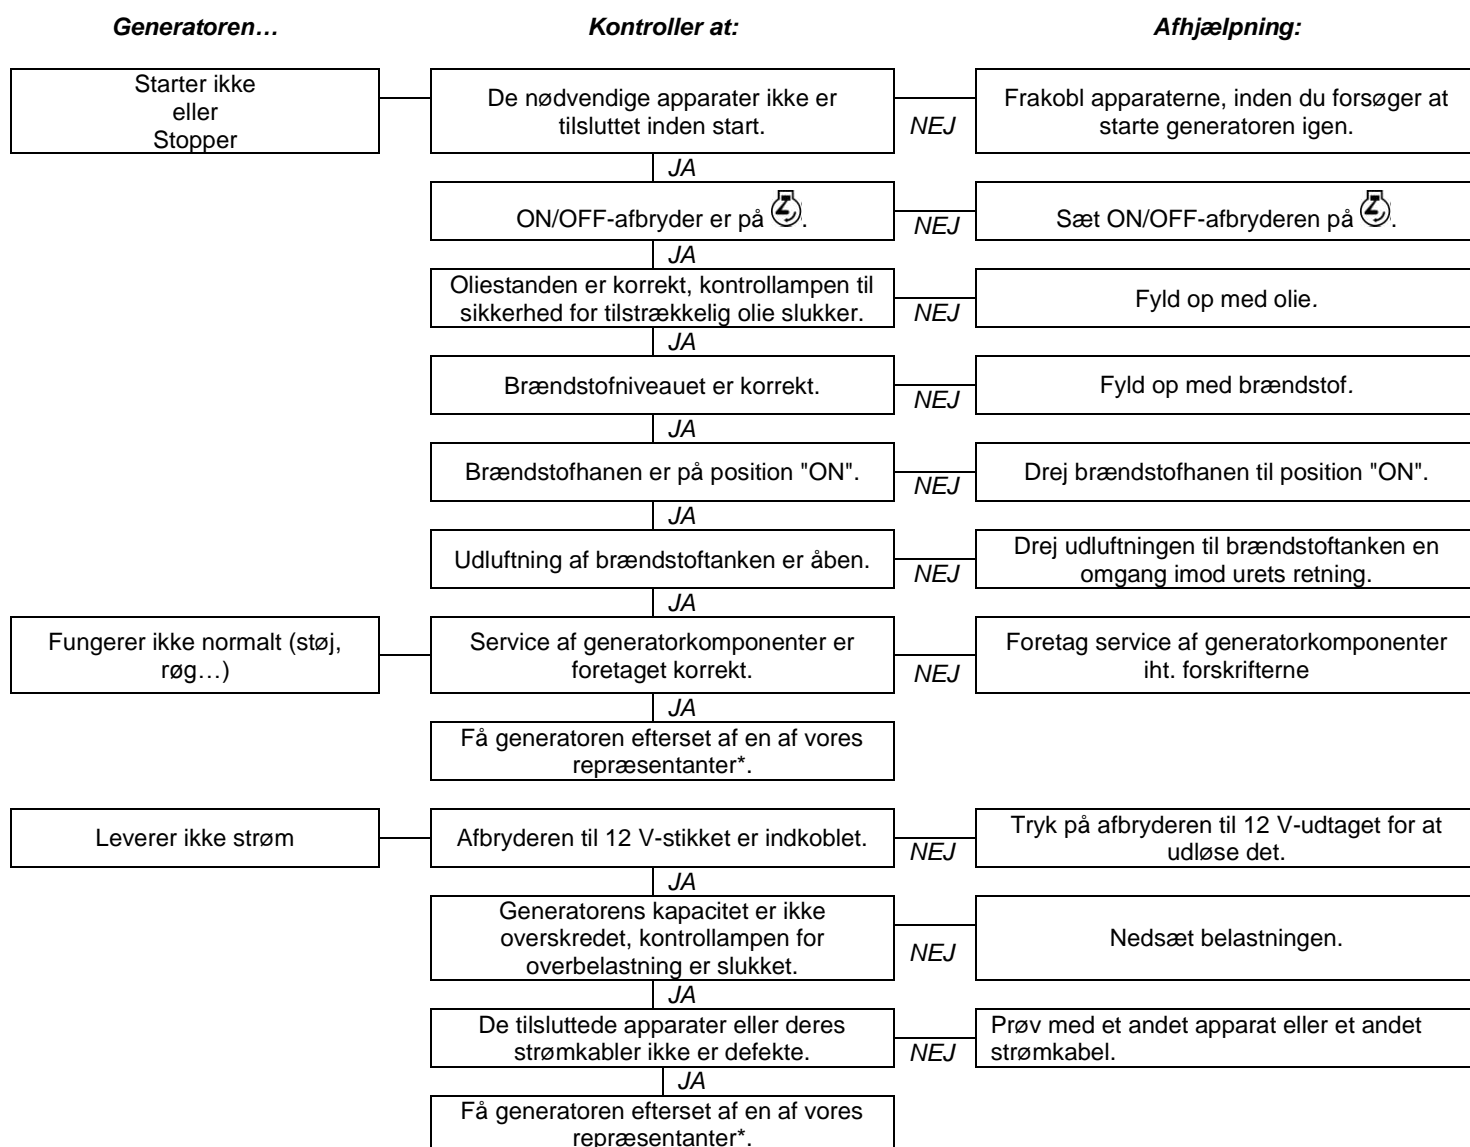 Generatoren… Kontroller at: Afhjælpning:
Starter ikke
eller
Stopper
De nødvendige apparater ikke er
tilsluttet inden start.
NEJ
Frakobl apparaterne, inden du forsøger at
starte generatoren igen.
JA
ON/OFF-afbryder er på .
NEJ
Sæt ON/OFF-afbryderen på .
JA
Oliestanden er korrekt, kontrollampen til
sikkerhed for tilstrækkelig olie slukker.
NEJ
Fyld op med olie.
JA
Brændstofniveauet er korrekt.
NEJ
Fyld op med brændstof.
JA
Brændstofhanen er på position "ON".
NEJ
Drej brændstofhanen til position "ON".
JA
Udluftning af brændstoftanken er åben.
NEJ
Drej udluftningen til brændstoftanken en
omgang imod urets retning.
JA
Fungerer ikke normalt (støj,
røg…)
Service af generatorkomponenter er
foretaget korrekt.
NEJ
Foretag service af generatorkomponenter
iht. forskrifterne
JA
Få generatoren efterset af en af vores
repræsentanter*.
Leverer ikke strøm
Afbryderen til 12 V-stikket er indkoblet.
NEJ
Tryk på afbryderen til 12 V-udtaget for at
udløse det.
JA
Generatorens kapacitet er ikke
overskredet, kontrollampen for
overbelastning er slukket.
NEJ
Nedsæt belastningen.
JA
De tilsluttede apparater eller deres
strømkabler ikke er defekte.
NEJ
Prøv med et andet apparat eller et andet
strømkabel.
JA
Få generatoren efterset af en af vores
repræsentanter*.